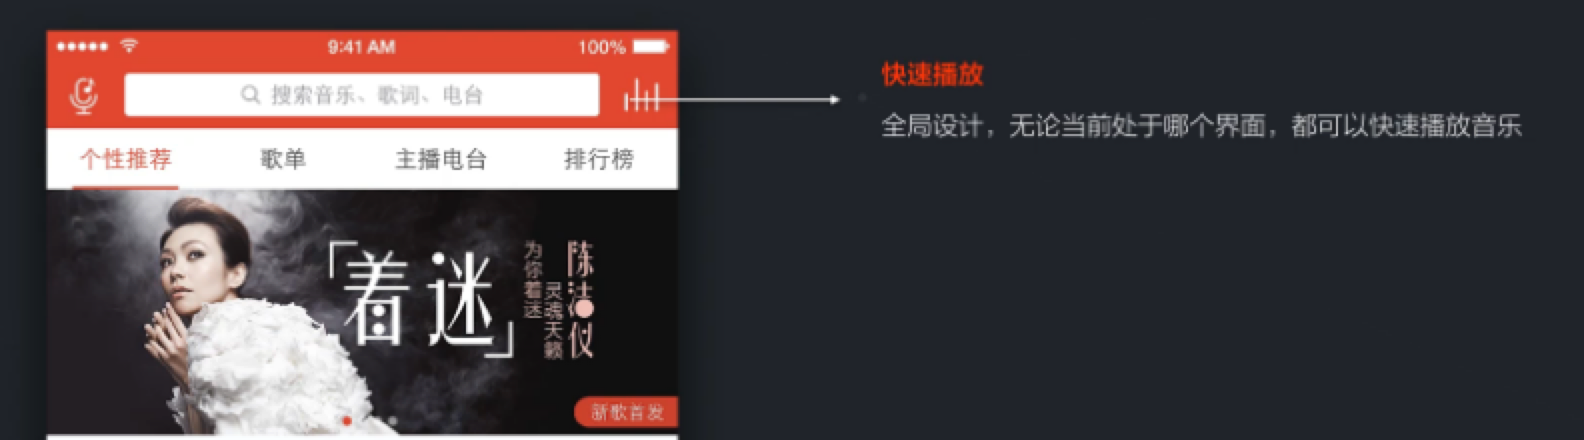 9:41 AM
100%
搜索音乐、歌词、电台
快速播放
全局设计，无论当前处于哪个界面，都可以快速播放音乐
个性推荐
歌单
主播电台
排行榜
「着迷」
陈洁仪
灵魂天籁
为你着迷
新歌首发